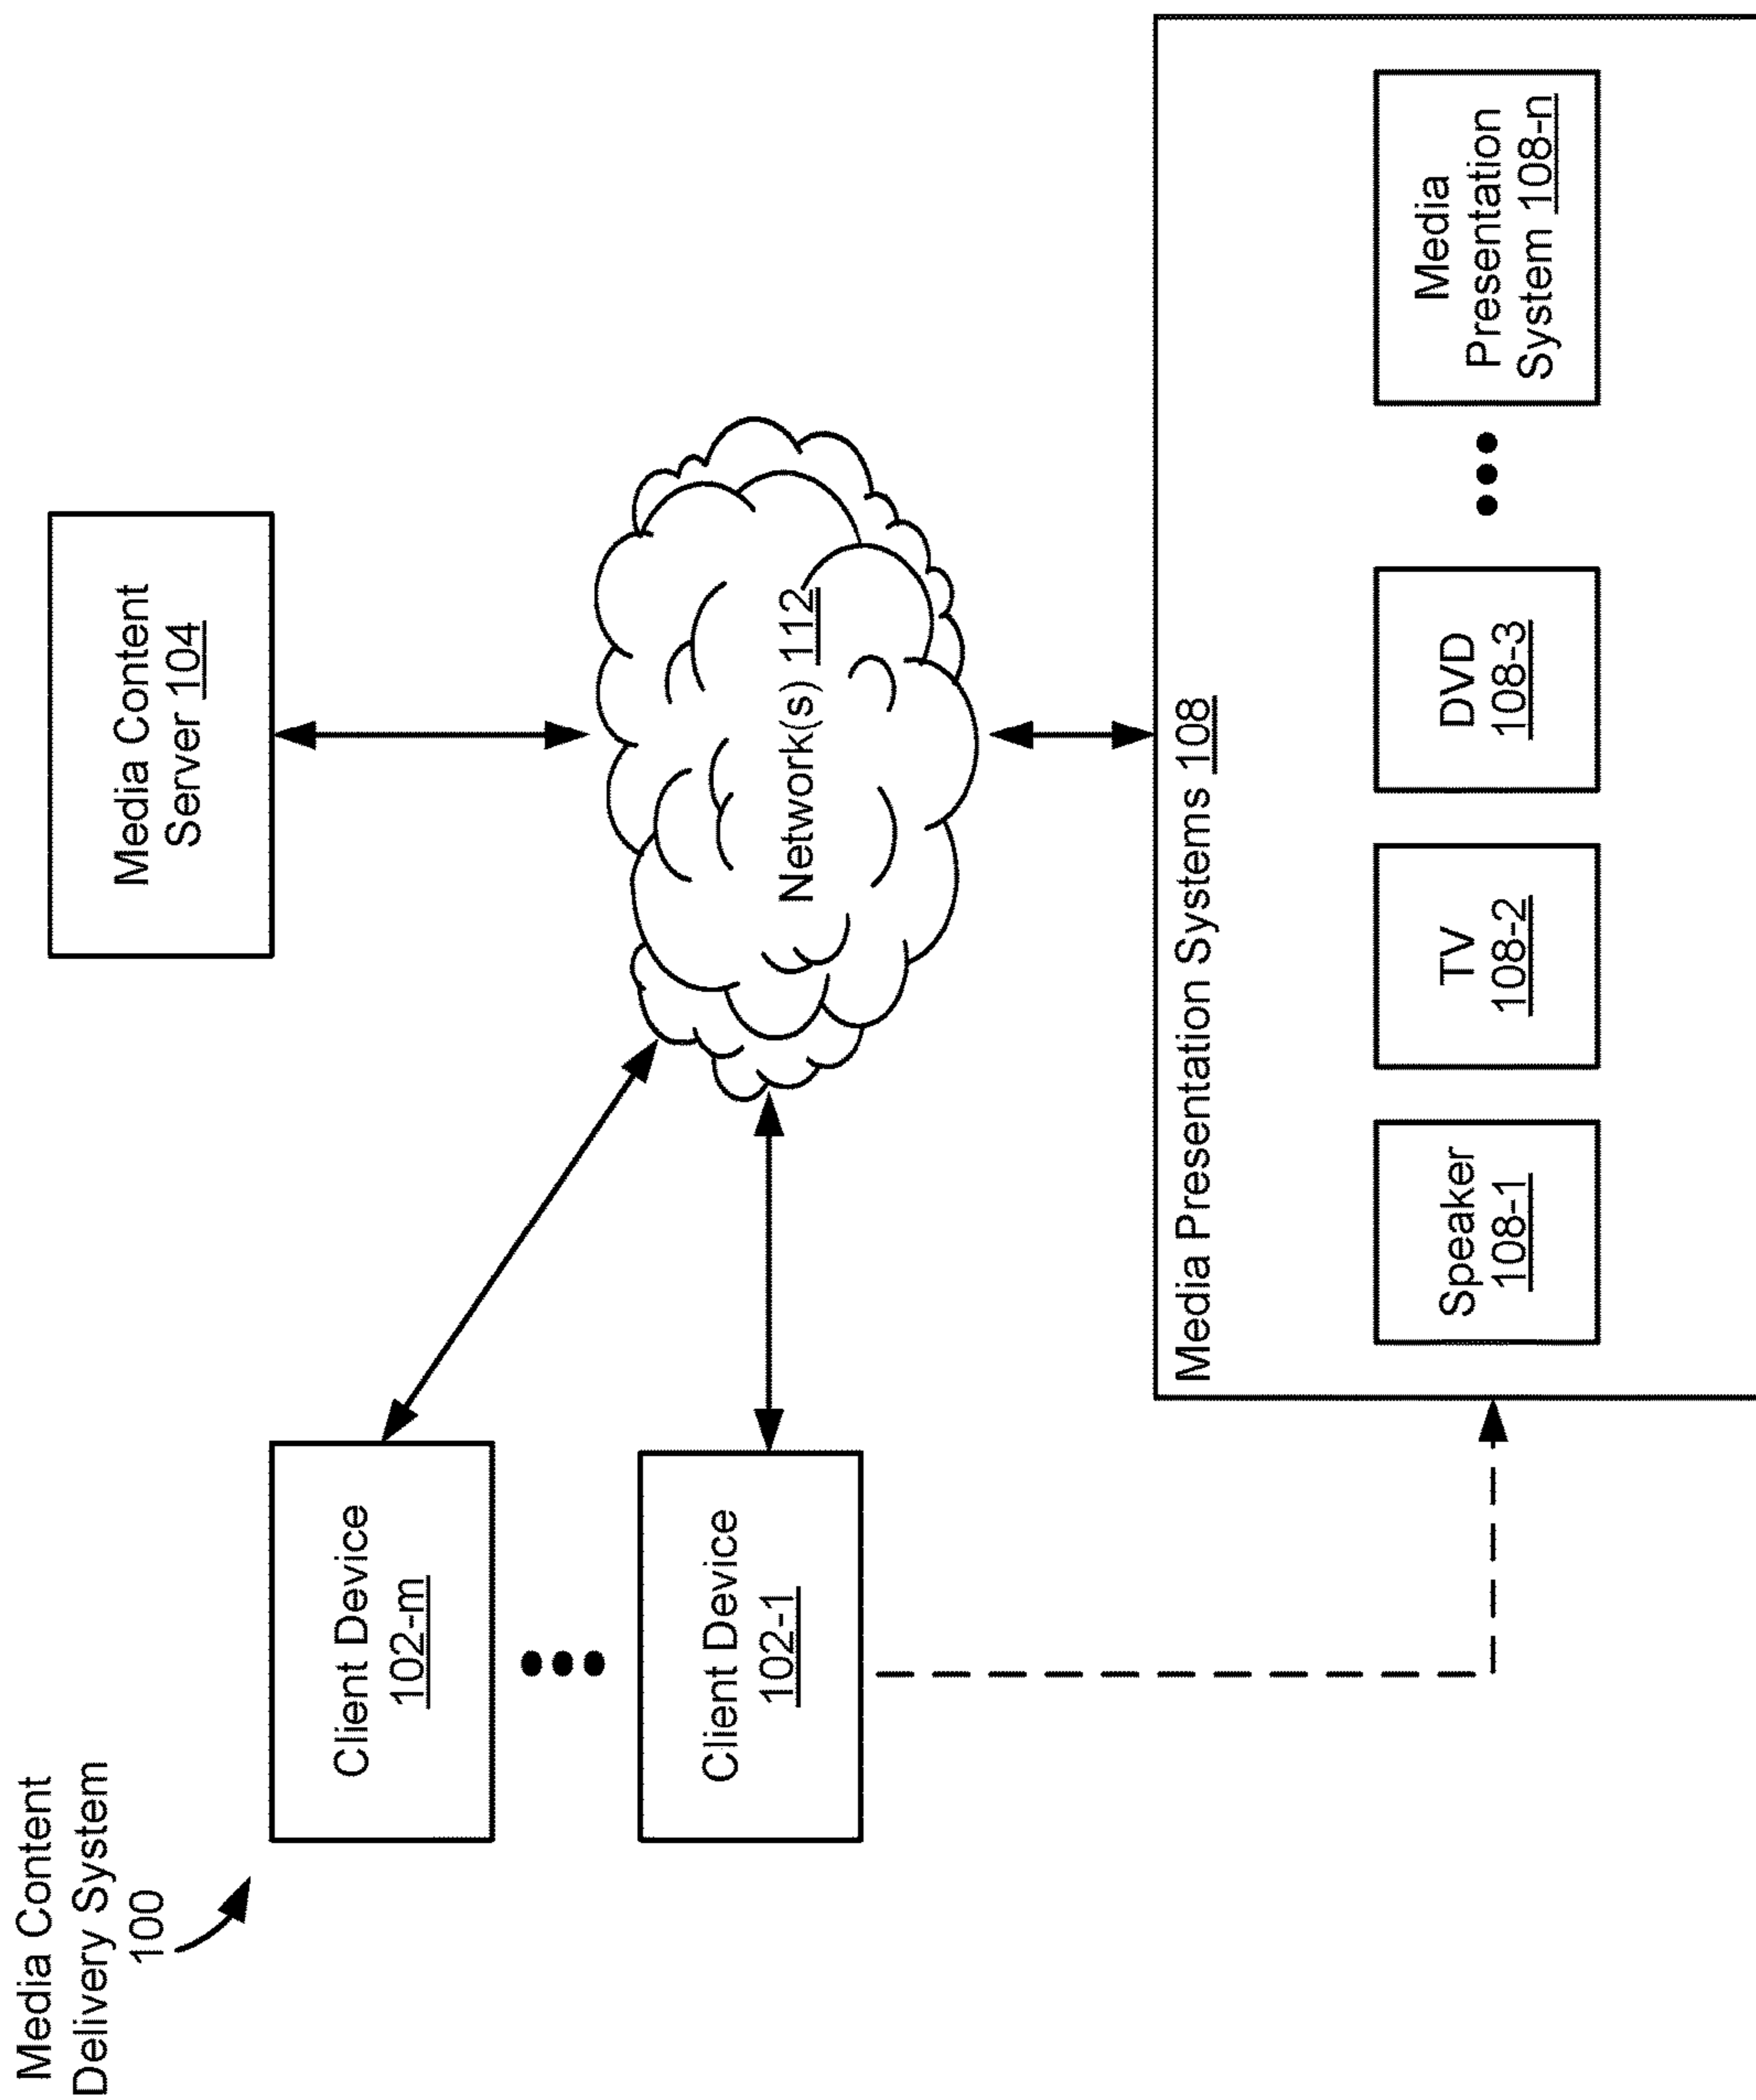 Media Content
Delivery System
100
Media Content
Server 104
Client Device
102-m
Client Device
102-1
Network(s) 112
Media Presentation Systems 108
Speaker
108-1
TV
108-2
DVD
108-3
Media
Presentation
System 108-n